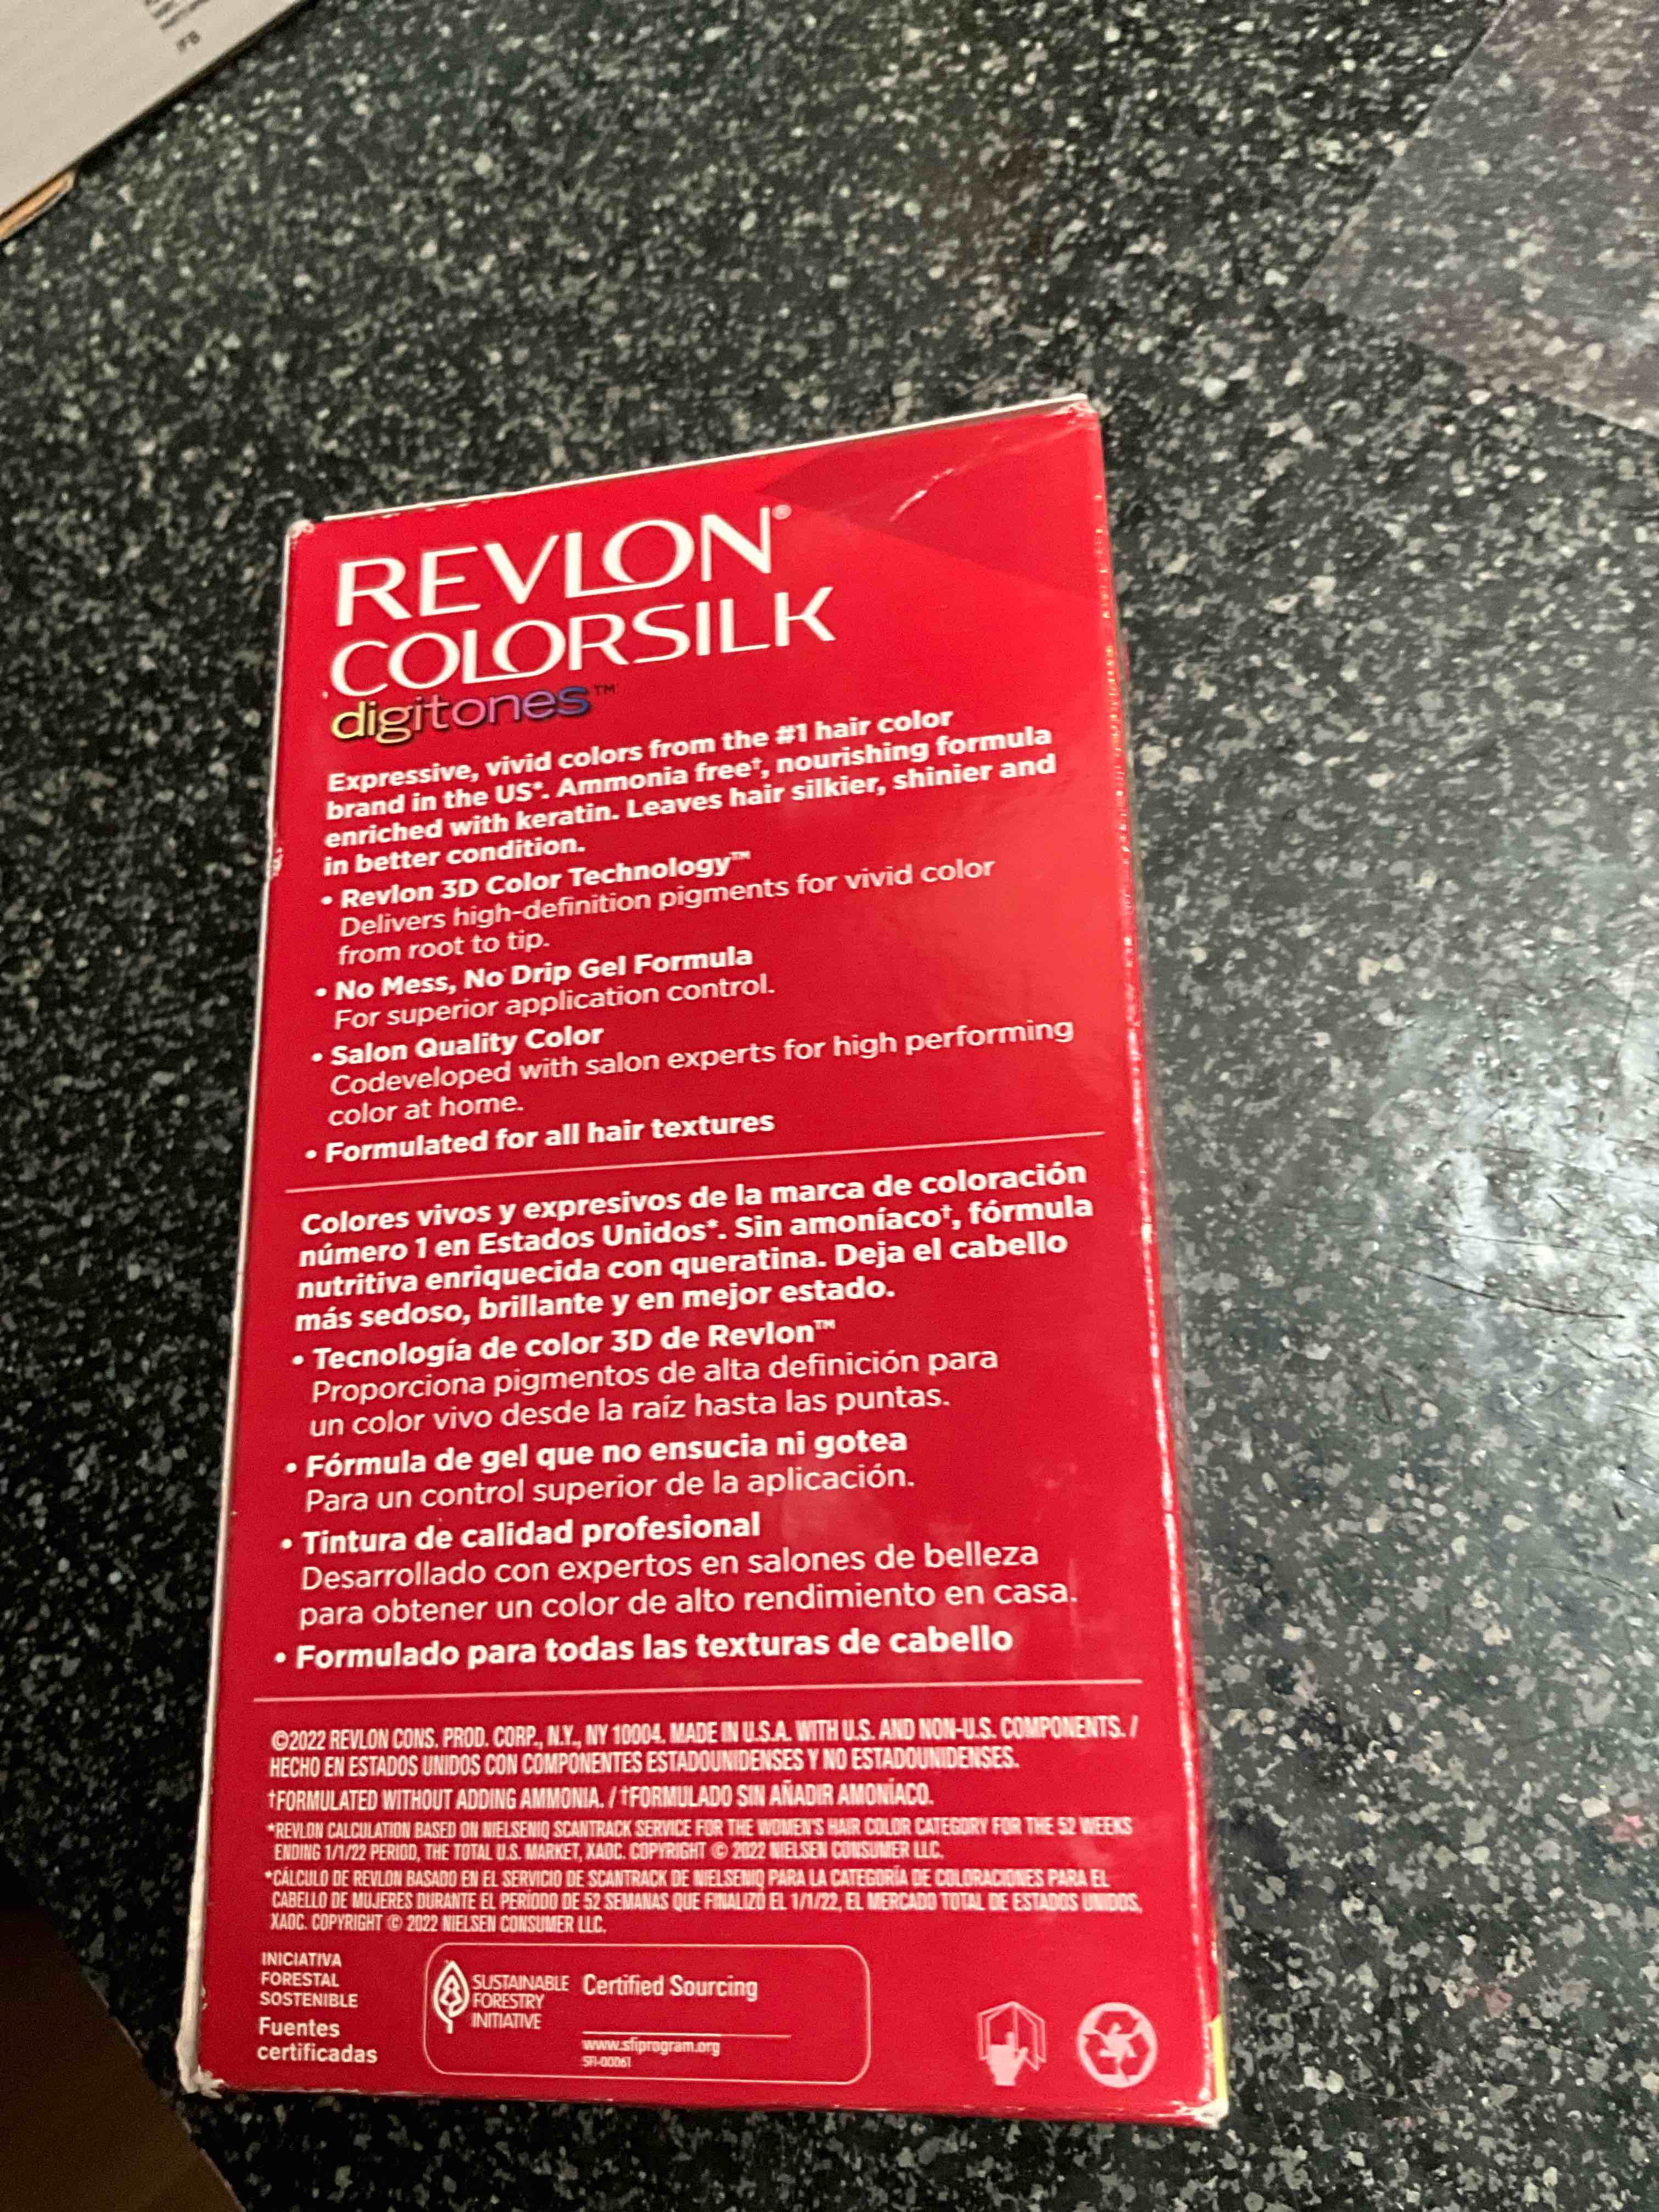 REVLON®
COLORSILK
digitones™
Expressive, vivid colors from the #1 hair color
brand in the US*. Ammonia free†, nourishing formula
enriched with keratin. Leaves hair silkier, shinier and
in better condition.
• Revlon 3D Color Technology™
Delivers high-definition pigments for vivid color
from root to tip.
• No Mess, No Drip Gel Formula
For superior application control.
• Salon Quality Color
Codeveloped with salon experts for high performing
color at home.
• Formulated for all hair textures
Colores vivos y expresivos de la marca de coloración
número 1 en Estados Unidos*. Sin amoníaco†, fórmula
nutritiva enriquecida con queratina. Deja el cabello
más sedoso, brillante y en mejor estado.
• Tecnología de color 3D de Revlon™
Proporciona pigmentos de alta definición para
un color vivo desde la raíz hasta las puntas.
• Fórmula de gel que no ensucia ni gotea
Para un control superior de la aplicación.
• Tintura de calidad profesional
Desarrollado con expertos en salones de belleza
para obtener un color de alto rendimiento en casa.
• Formulado para todas las texturas de cabello
©2022 REVLON CONS. PROD. CORP., N.Y., NY 10004. MADE IN U.S.A. WITH U.S. AND NON-U.S. COMPONENTS. /
HECHO EN ESTADOS UNIDOS CON COMPONENTES ESTADOUNIDENSES Y NO ESTADOUNIDENSES.
†FORMULATED WITHOUT ADDING AMMONIA. / †FORMULADO SIN AÑADIR AMONÍACO.
*REVLON CALCULATION BASED ON NIELSENIQ SCANTRACK SERVICE FOR THE WOMEN'S HAIR COLOR CATEGORY FOR THE 52 WEEKS
ENDING 1/1/22 PERIOD, THE TOTAL U.S. MARKET, XAOC. COPYRIGHT © 2022 NIELSEN CONSUMER LLC.
*CÁLCULO DE REVLON BASADO EN EL SERVICIO DE SCANTRACK DE NIELSENIQ PARA LA CATEGORÍA DE COLORACIONES PARA EL
CABELLO DE MUJERES DURANTE EL PERÍODO DE 52 SEMANAS QUE FINALIZÓ EL 1/1/22, EL MERCADO TOTAL DE ESTADOS UNIDOS,
XAOC. COPYRIGHT © 2022 NIELSEN CONSUMER LLC.
INICIATIVA
FORESTAL
SOSTENIBLE
Fuentes
certificadas
SUSTAINABLE
FORESTRY
INITIATIVE
Certified Sourcing
www.sfiprogram.org
SFI-00061